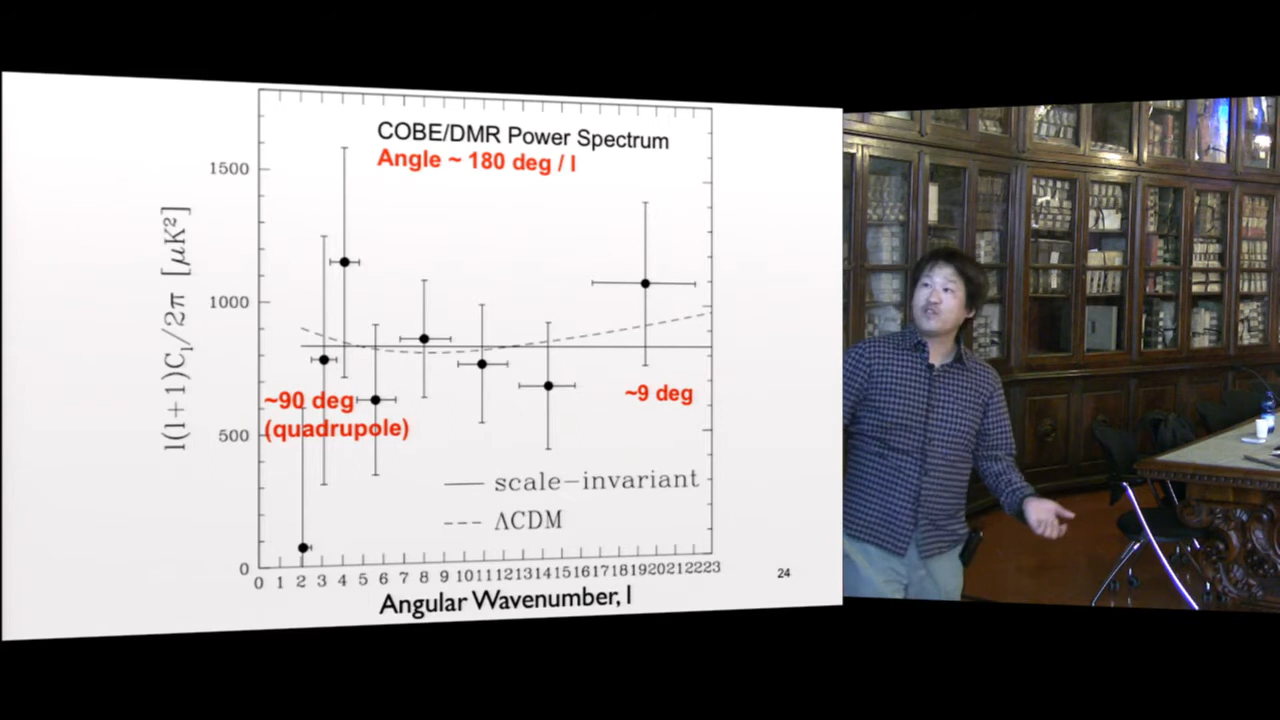 COBE/DMR Power Spectrum
Angle ~ 180 deg / l
1500
1000
500
0
l(l+1)Cl/2π [μK²]
~90 deg
(quadrupole)
~9 deg
scale-invariant
ΛCDM
0 1 2 3 4 5 6 7 8 9 10 11 12 13 14 15 16 17 18 19 20 21 22 23
Angular Wavenumber, l
24